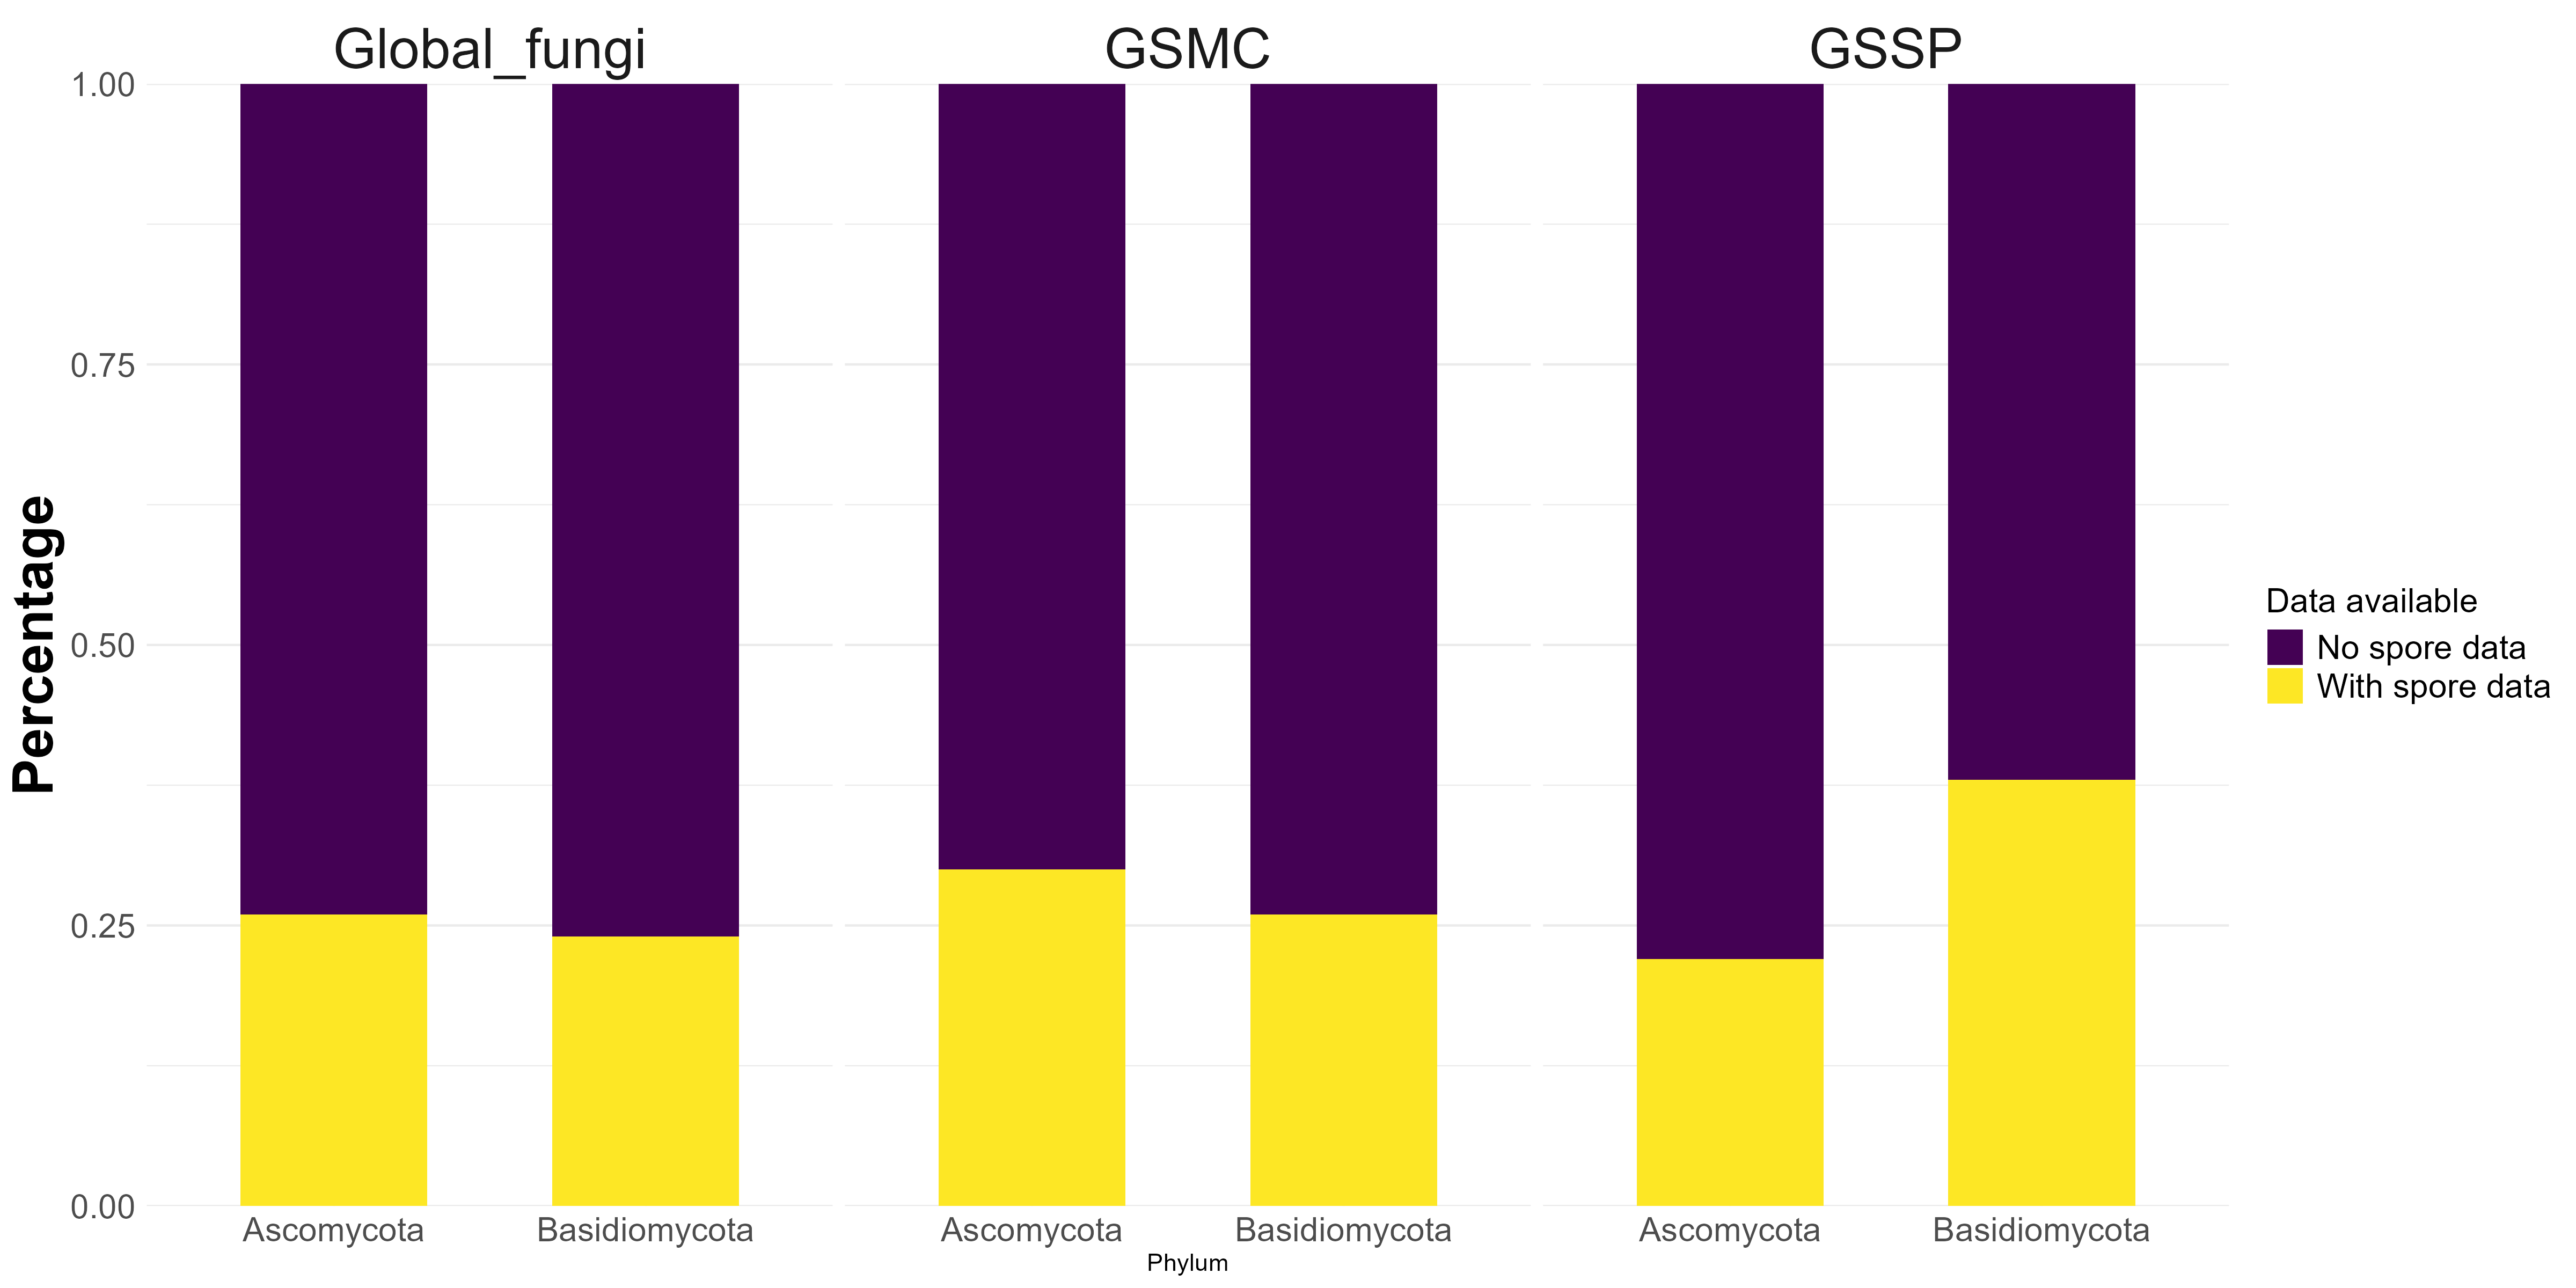 Global_fungi
GSMC
GSSP
1.00
0.75
0.50
0.25
0.00
Percentage
Ascomycota
Basidiomycota
Ascomycota
Basidiomycota
Ascomycota
Basidiomycota
Phylum
Data available
No spore data
With spore data